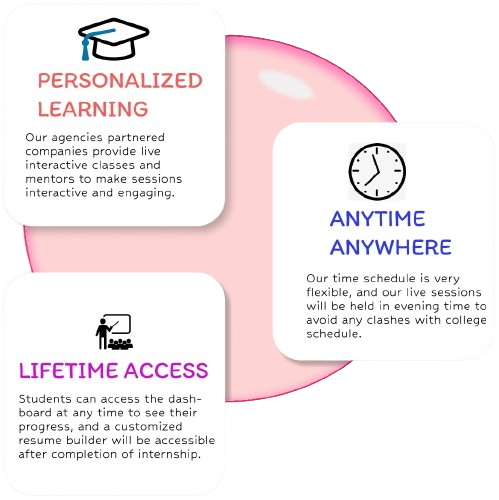 PERSONALIZED
LEARNING
Our agencies partnered
companies provide live
interactive classes and
mentors to make sessions
interactive and engaging.
ANYTIME
ANYWHERE
Our time schedule is very
flexible, and our live sessions
will be held in evening time to
avoid any clashes with college
schedule.
LIFETIME ACCESS
Students can access the dash-
board at any time to see their
progress, and a customized
resume builder will be accessible
after completion of internship.